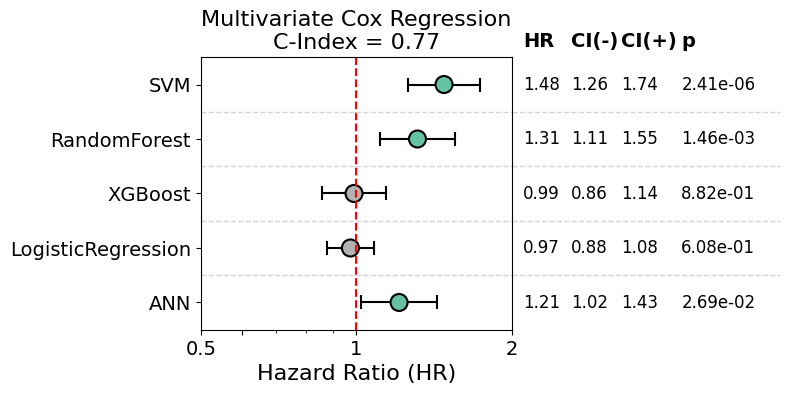 Multivariate Cox Regression
C-Index = 0.77
HR CI(-) CI(+) p
SVM 1.48 1.26 1.74 2.41e-06
RandomForest 1.31 1.11 1.55 1.46e-03
XGBoost 0.99 0.86 1.14 8.82e-01
LogisticRegression 0.97 0.88 1.08 6.08e-01
ANN 1.21 1.02 1.43 2.69e-02
0.5 1 2
Hazard Ratio (HR)